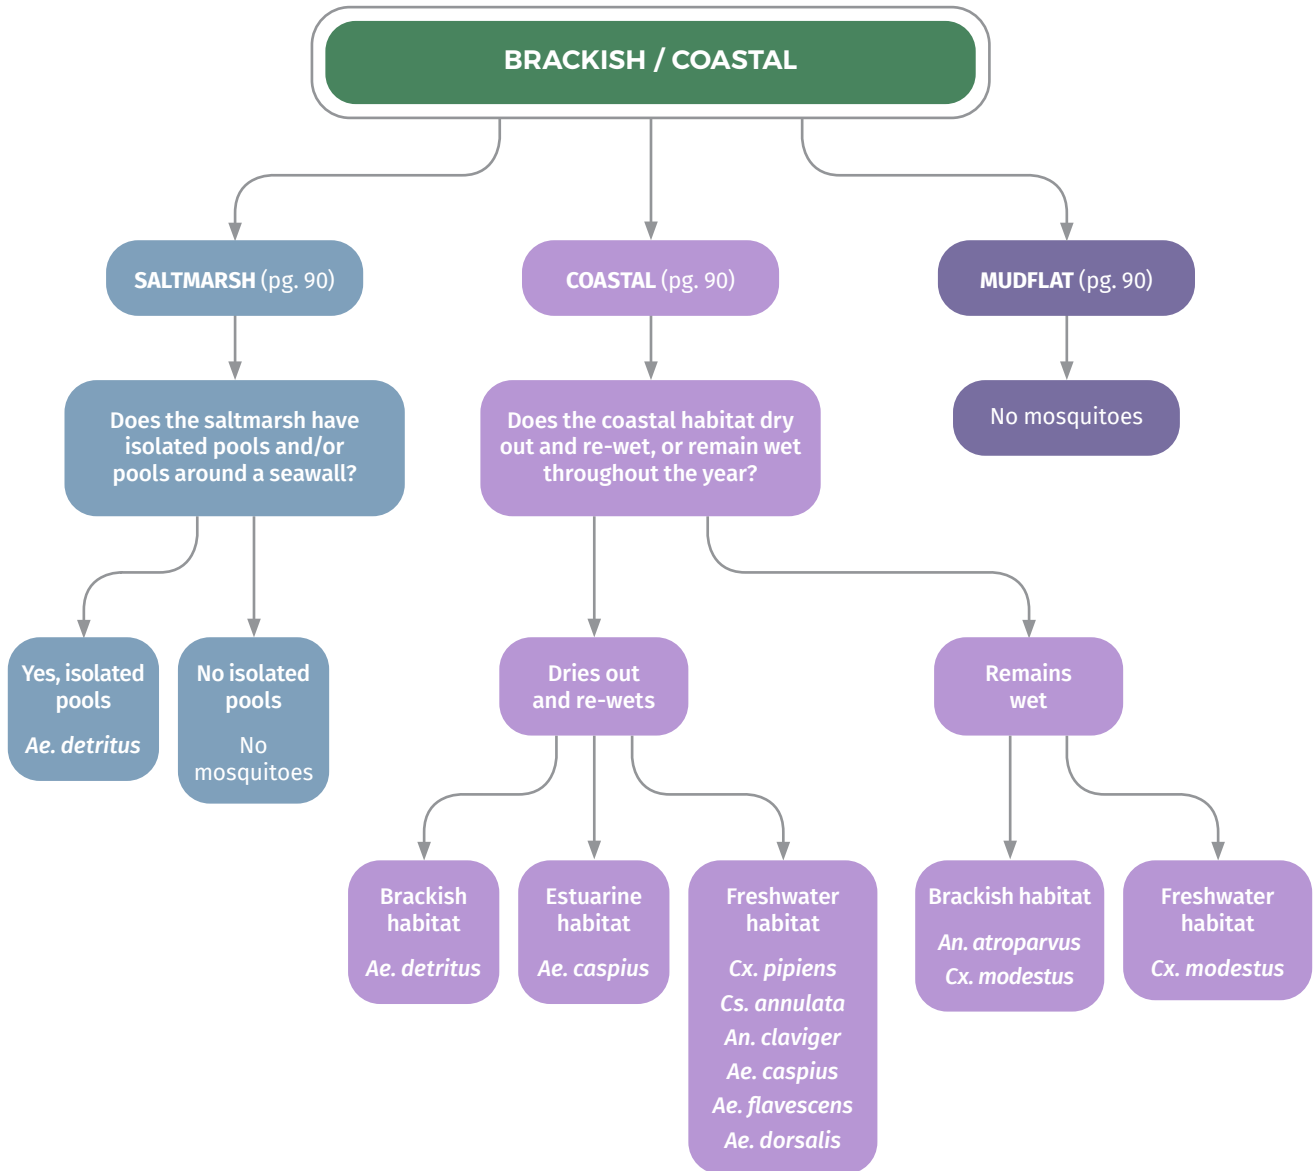 BRACKISH / COASTAL
SALTMARSH (pg. 90)
COASTAL (pg. 90)
MUDFLAT (pg. 90)
Does the saltmarsh have
isolated pools and/or
pools around a seawall?
Does the coastal habitat dry
out and re-wet, or remain wet
throughout the year?
No mosquitoes
Yes, isolated
pools
Ae. detritus
No isolated
pools
No
mosquitoes
Dries out
and re-wets
Remains
wet
Brackish
habitat
Ae. detritus
Estuarine
habitat
Ae. caspius
Freshwater
habitat
Cx. pipiens
Cs. annulata
An. claviger
Ae. caspius
Ae. flavescens
Ae. dorsalis
Brackish habitat
An. atroparvus
Cx. modestus
Freshwater
habitat
Cx. modestus